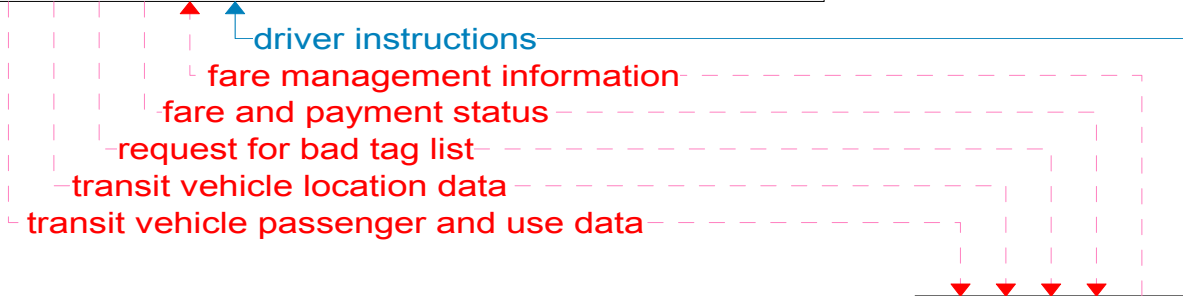 driver instructions
fare management information
fare and payment status
request for bad tag list
transit vehicle location data
transit vehicle passenger and use data